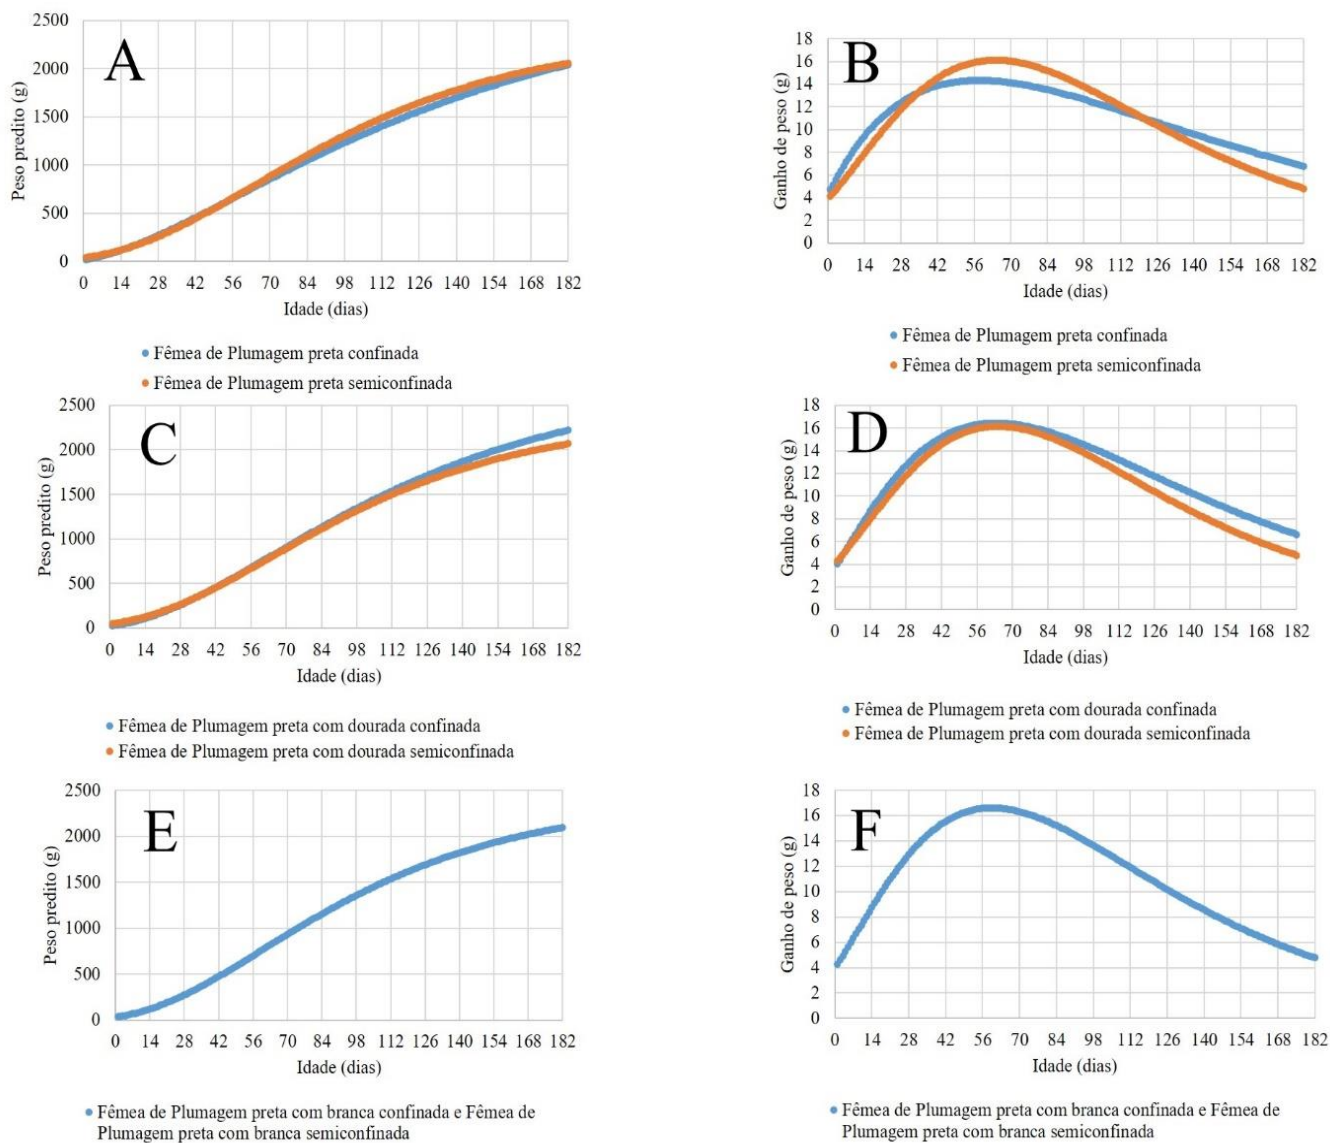 A
Peso predito (g)
2500
2000
1500
1000
500
0
0 14 28 42 56 70 84 98 112 126 140 154 168 182
Idade (dias)
Fêmea de Plumagem preta confinada
Fêmea de Plumagem preta semiconfinada
B
Ganho de peso (g)
18
16
14
12
10
8
6
4
2
0
0 14 28 42 56 70 84 98 112 126 140 154 168 182
Idade (dias)
Fêmea de Plumagem preta confinada
Fêmea de Plumagem preta semiconfinada
C
Peso predito (g)
2500
2000
1500
1000
500
0
0 14 28 42 56 70 84 98 112 126 140 154 168 182
Idade (dias)
Fêmea de Plumagem preta com dourada confinada
Fêmea de Plumagem preta com dourada semiconfinada
D
Ganho de peso (g)
18
16
14
12
10
8
6
4
2
0
0 14 28 42 56 70 84 98 112 126 140 154 168 182
Idade (dias)
Fêmea de Plumagem preta com dourada confinada
Fêmea de Plumagem preta com dourada semiconfinada
E
Peso predito (g)
2500
2000
1500
1000
500
0
0 14 28 42 56 70 84 98 112 126 140 154 168 182
Idade (dias)
Fêmea de Plumagem preta com branca confinada e Fêmea de
Plumagem preta com branca semiconfinada
F
Ganho de peso (g)
18
16
14
12
10
8
6
4
2
0
0 14 28 42 56 70 84 98 112 126 140 154 168 182
Idade (dias)
Fêmea de Plumagem preta com branca confinada e Fêmea de
Plumagem preta com branca semiconfinada